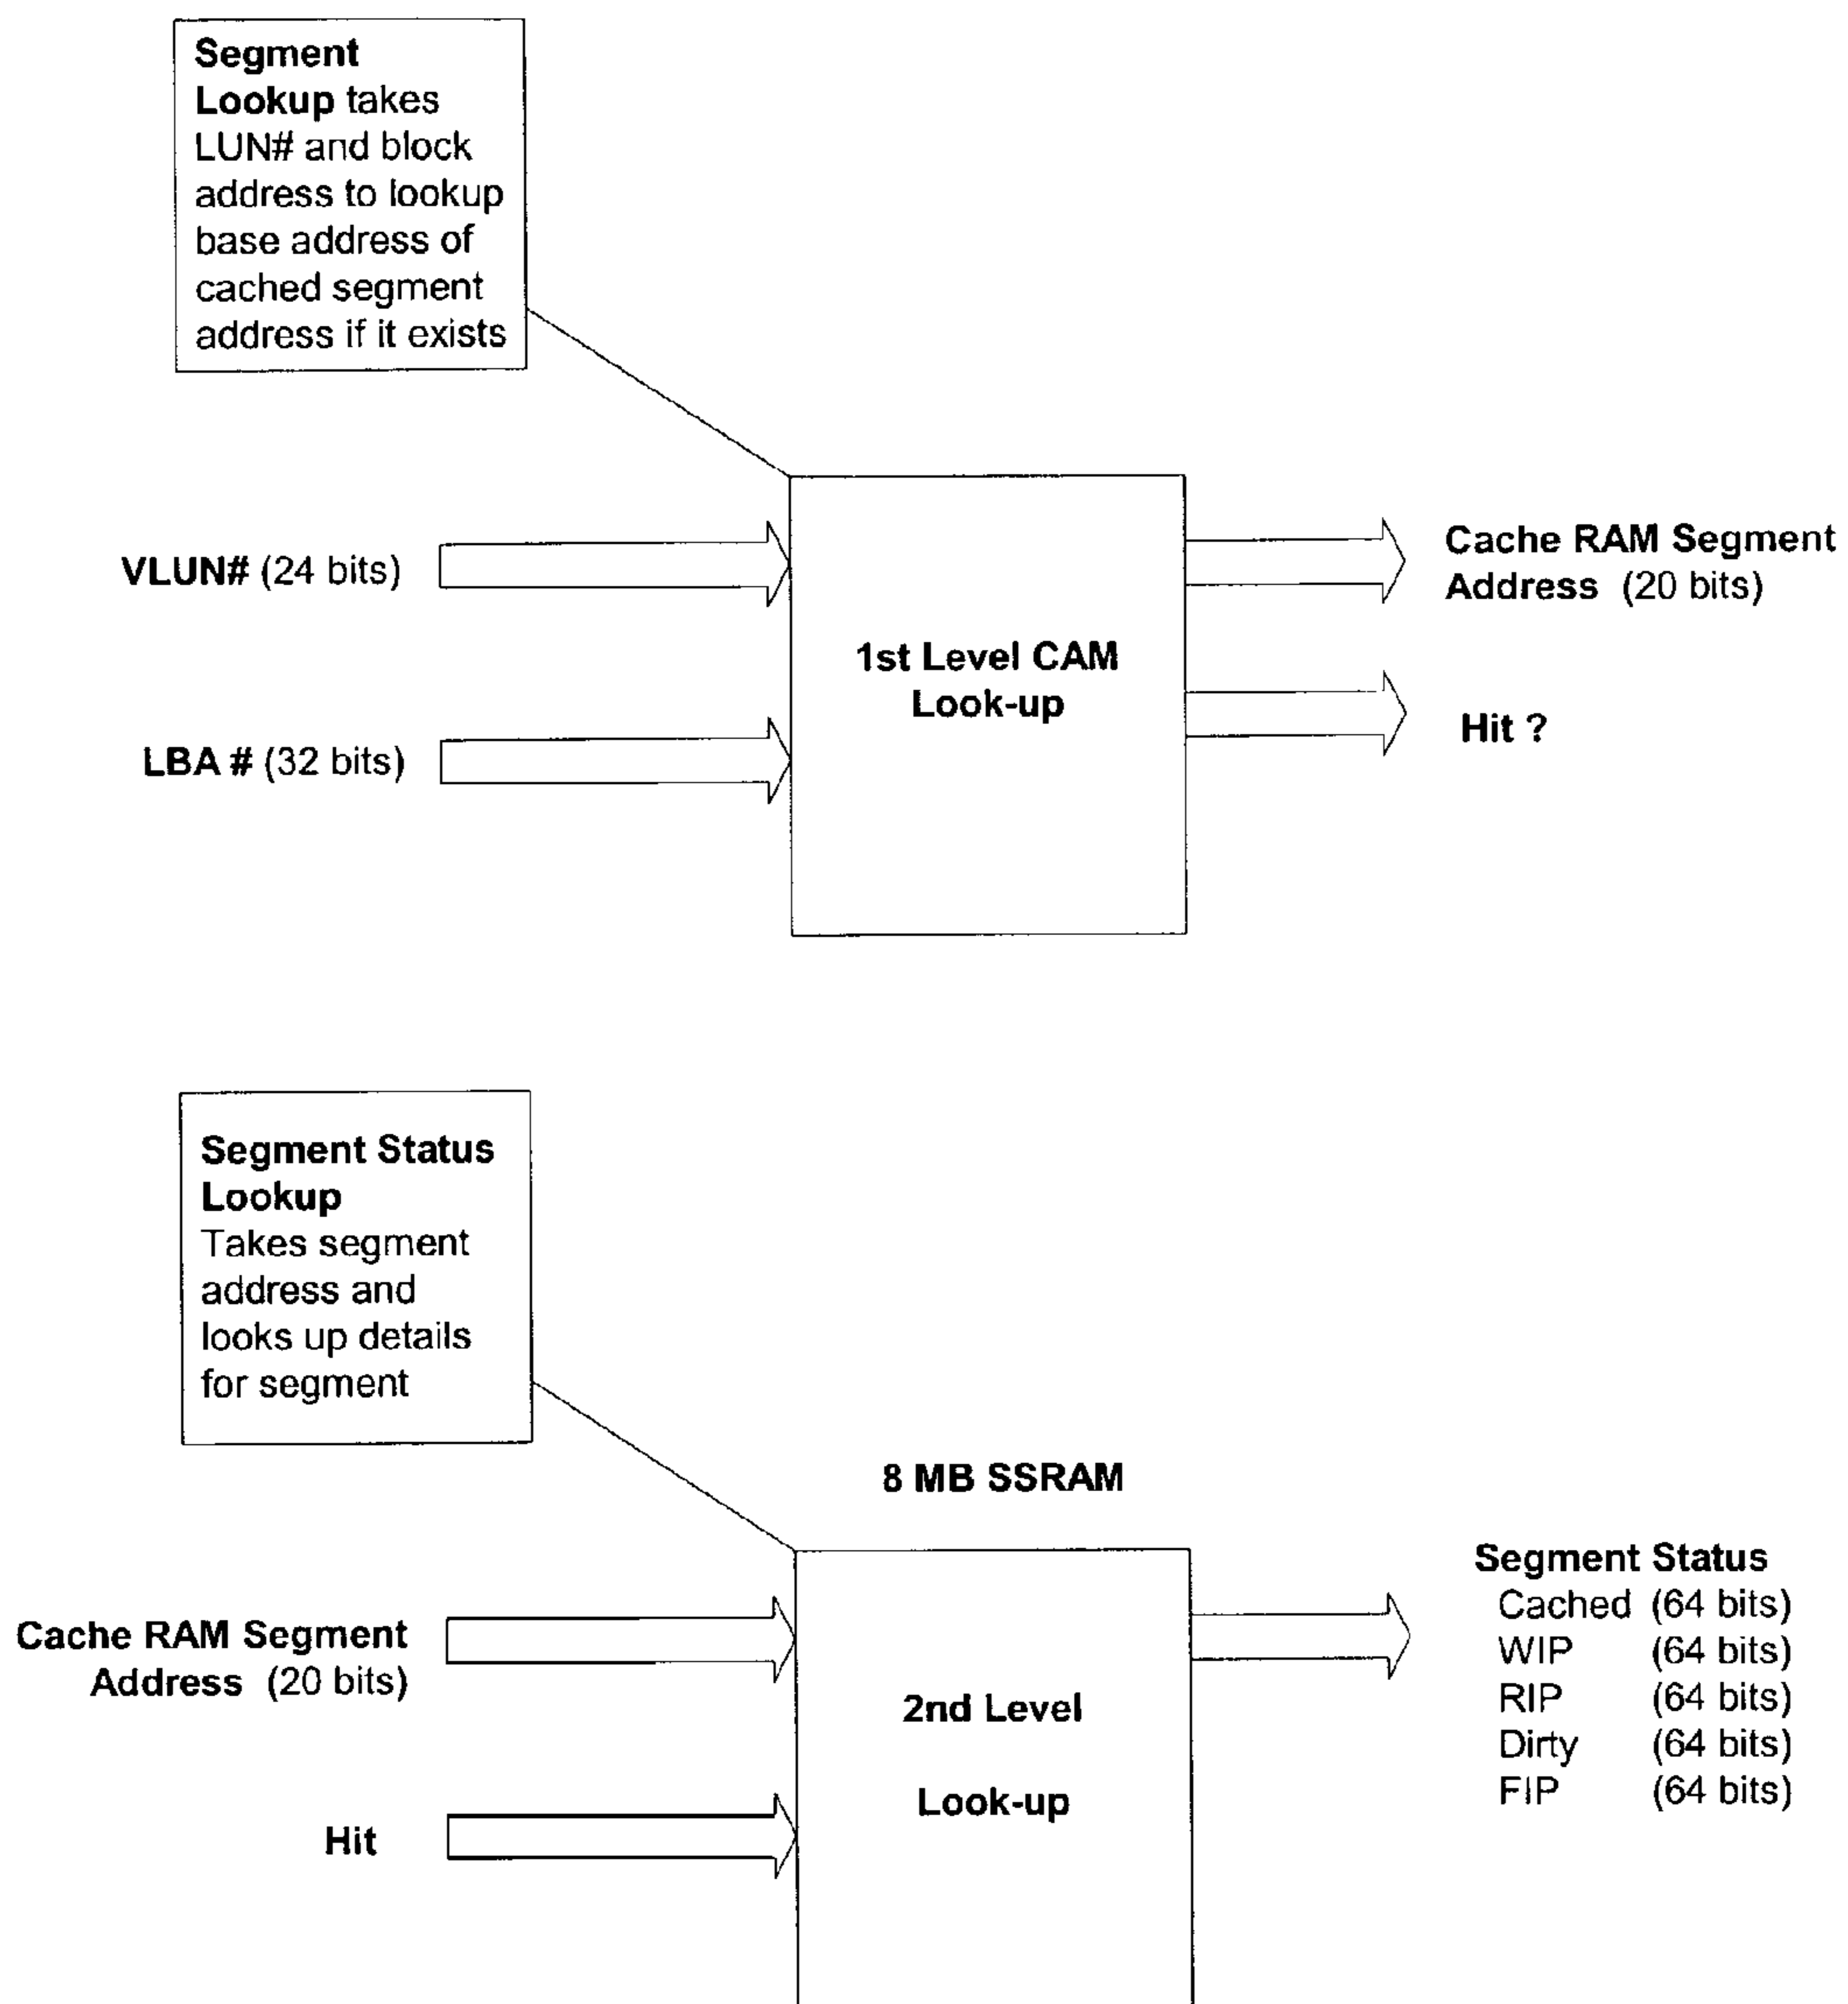 Segment
Lookup takes
LUN# and block
address to lookup
base address of
cached segment
address if it exists
VLUN# (24 bits)
LBA # (32 bits)
1st Level CAM
Look-up
Cache RAM Segment
Address (20 bits)
Hit ?
Segment Status
Lookup
Takes segment
address and
looks up details
for segment
8 MB SSRAM
Cache RAM Segment
Address (20 bits)
Hit
2nd Level
Look-up
Segment Status
Cached (64 bits)
WIP (64 bits)
RIP (64 bits)
Dirty (64 bits)
FIP (64 bits)